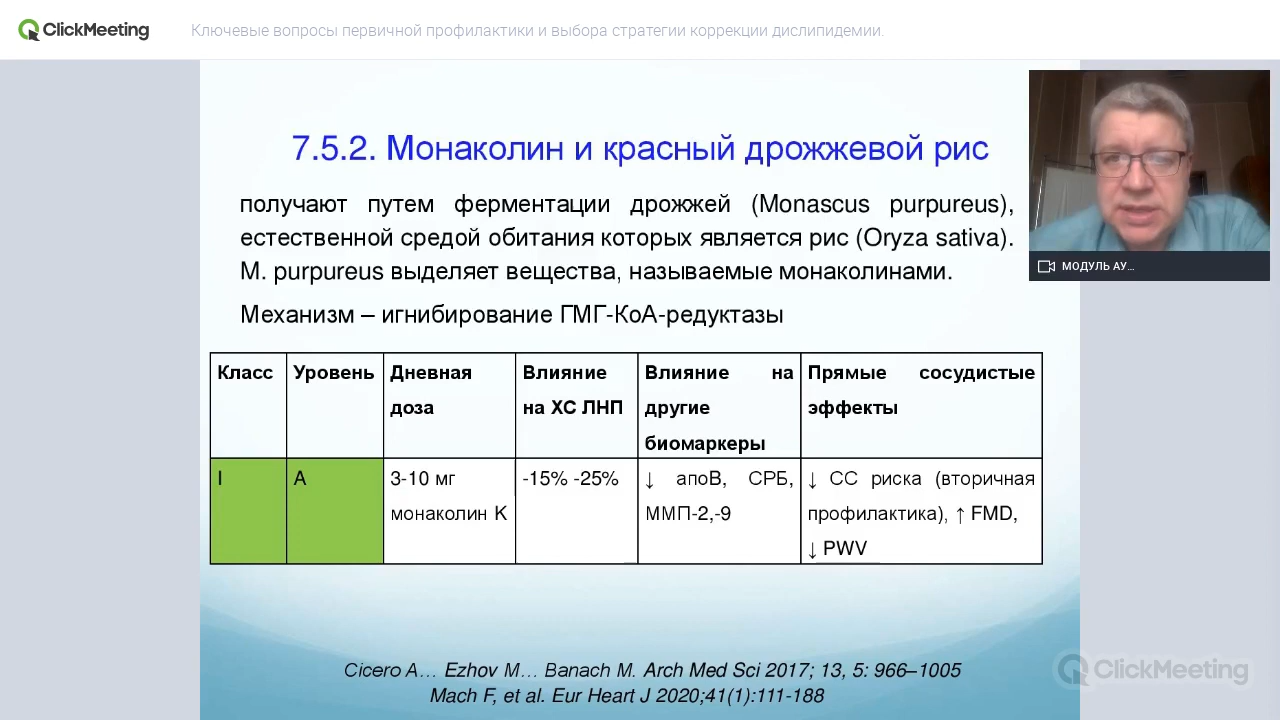 ClickMeeting
Ключевые вопросы первичной профилактики и выбора стратегии коррекции дислипидемии.
7.5.2. Монаколин и красный дрожжевой рис
получают путем ферментации дрожжей (Monascus purpureus),
естественной средой обитания которых является рис (Oryza sativa).
M. purpureus выделяет вещества, называемые монаколинами.
Механизм – игнибирование ГМГ-КоА-редуктазы
МОДУЛЬ АУ...
Класс
Уровень
Дневная
доза
Влияние
на ХС ЛНП
Влияние на
другие
биомаркеры
Прямые сосудистые
эффекты
I
A
3-10 мг
монаколин K
-15% -25%
↓ апоВ, СРБ,
ММП-2,-9
↓ СС риска (вторичная
профилактика), ↑ FMD,
↓ PWV
Cicero A… Ezhov M… Banach M. Arch Med Sci 2017; 13, 5: 966–1005
Mach F, et al. Eur Heart J 2020;41(1):111-188
ClickMeeting